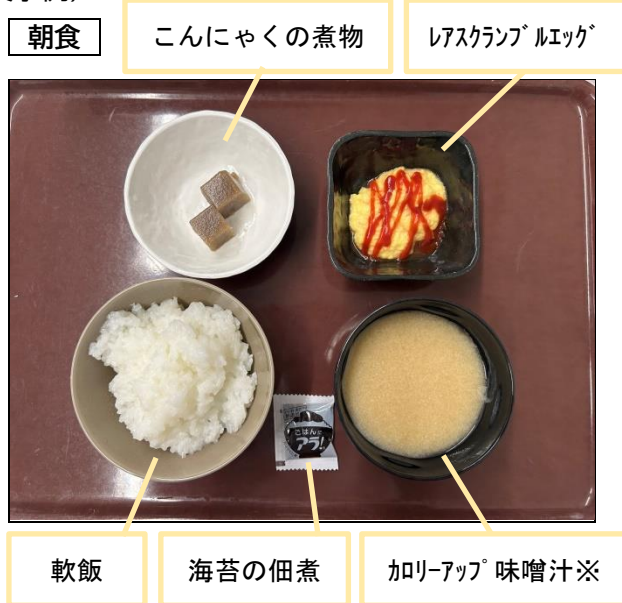 朝食
こんにゃくの煮物
ﾚｱｽｸﾗﾝﾌﾞﾙｴｯｸﾞ
ごはんに
アラ!
軟飯
海苔の佃煮
ｶﾛﾘｰｱｯﾌﾟ味噌汁※